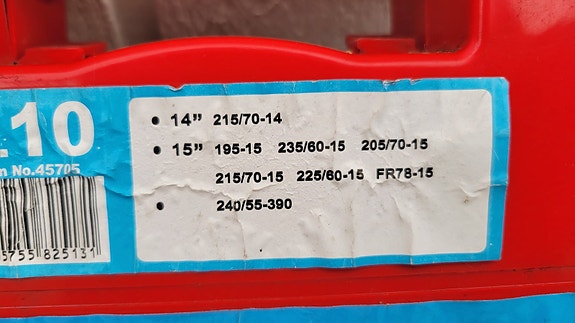 .10
m No.45705
5755 825131
• 14” 215/70-14
• 15” 195-15 235/60-15 205/70-15
215/70-15 225/60-15 FR78-15
• 240/55-390